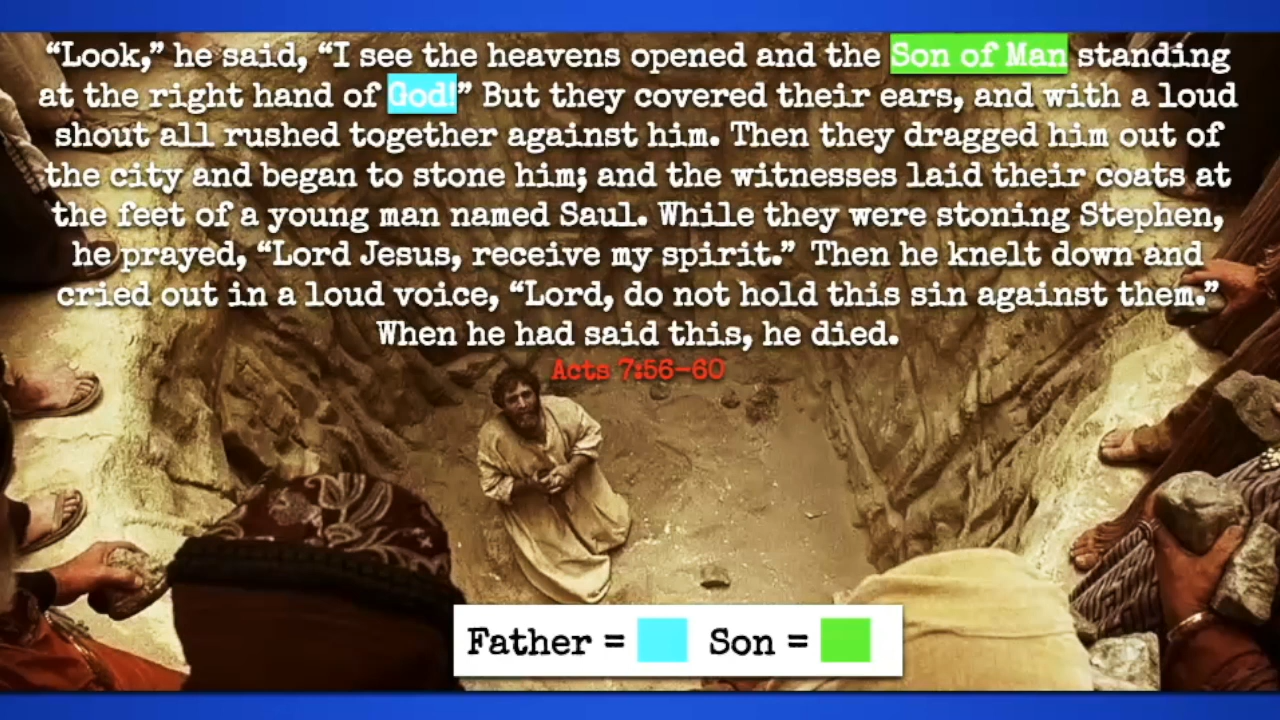 “Look,” he said, “I see the heavens opened and the Son of Man standing
at the right hand of God!” But they covered their ears, and with a loud
shout all rushed together against him. Then they dragged him out of
the city and began to stone him; and the witnesses laid their coats at
the feet of a young man named Saul. While they were stoning Stephen,
he prayed, “Lord Jesus, receive my spirit.” Then he knelt down and
cried out in a loud voice, “Lord, do not hold this sin against them.”
When he had said this, he died.
Acts 7:56–60
Father = Son =